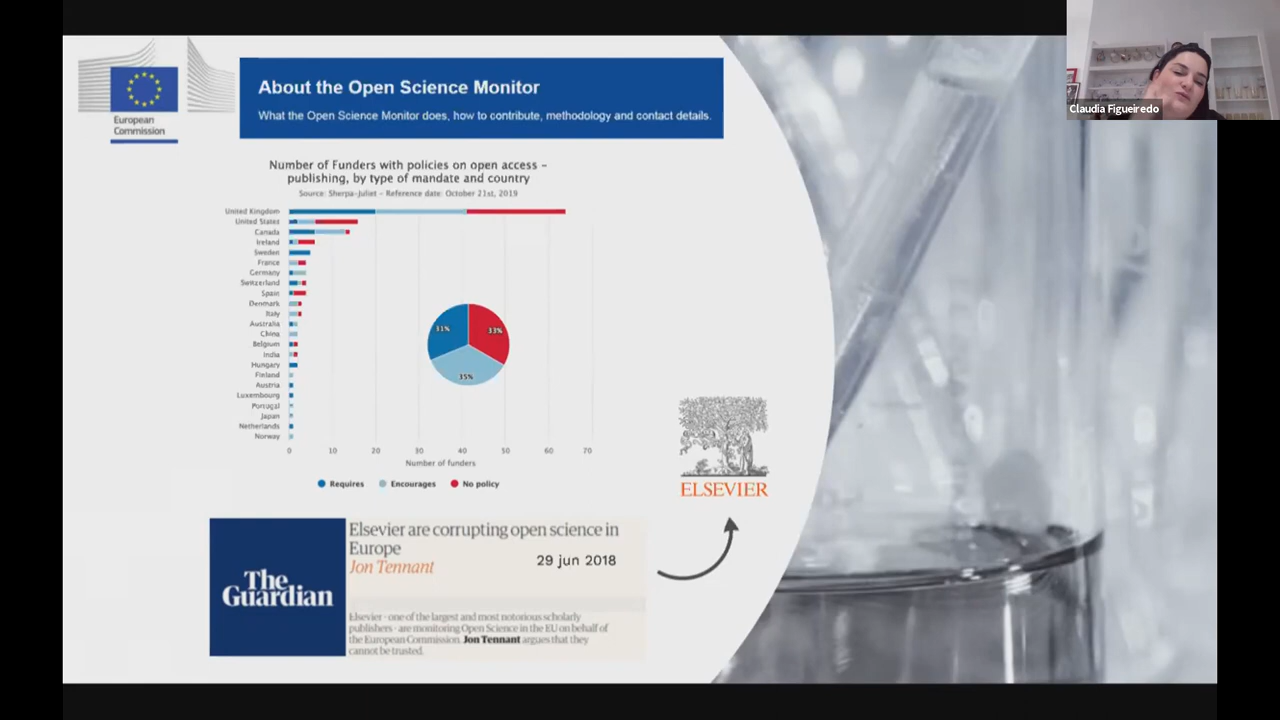 European
Commission
About the Open Science Monitor
What the Open Science Monitor does, how to contribute, methodology and contact details.
Claudia Figueiredo
Number of Funders with policies on open access –
publishing, by type of mandate and country
Source: Sherpa-Juliet – Reference date: October 21st, 2019
United Kingdom
United States
Canada
Ireland
Sweden
France
Germany
Switzerland
Spain
Denmark
Italy
Australia
China
Belgium
India
Hungary
Finland
Austria
Luxembourg
Portugal
Japan
Netherlands
Norway
31%
33%
35%
0 10 20 30 40 50 60 70
Number of funders
Requires Encourages No policy
ELSEVIER
The
Guardian
Elsevier are corrupting open science in
Europe
Jon Tennant
29 jun 2018
Elsevier - one of the largest and most notorious scholarly
publishers - are monitoring Open Science in the EU on behalf of
the European Commission. Jon Tennant argues that they
cannot be trusted.